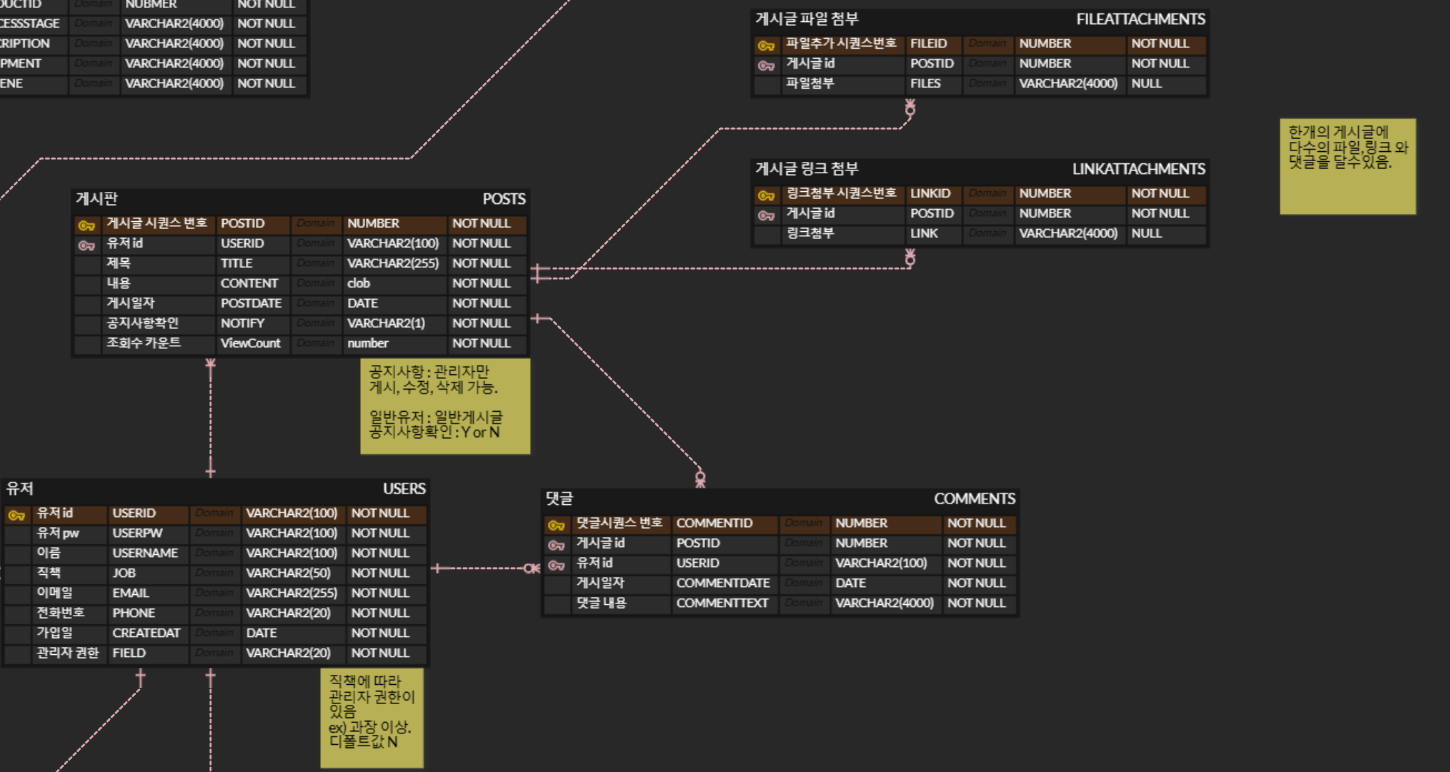 DUCTID Domain NUBMER NOT NULL
CESSSTAGE Domain VARCHAR2(4000) NOT NULL
CRIPTION Domain VARCHAR2(4000) NOT NULL
IPMENT Domain VARCHAR2(4000) NOT NULL
ENE Domain VARCHAR2(4000) NOT NULL
게시글 파일 첨부 FILEATTACHMENTS
파일추가 시퀀스번호 FILEID Domain NUMBER NOT NULL
게시글 id POSTID Domain NUMBER NOT NULL
파일첨부 FILES Domain VARCHAR2(4000) NULL
한개의 게시글에
다수의 파일,링크 와
댓글을 달수있음.
게시글 링크 첨부 LINKATTACHMENTS
링크첨부 시퀀스번호 LINKID Domain NUMBER NOT NULL
게시글 id POSTID Domain NUMBER NOT NULL
링크첨부 LINK Domain VARCHAR2(4000) NULL
게시판 POSTS
게시글 시퀀스 번호 POSTID Domain NUMBER NOT NULL
유저 id USERID Domain VARCHAR2(100) NOT NULL
제목 TITLE Domain VARCHAR2(255) NOT NULL
내용 CONTENT Domain clob NOT NULL
게시일자 POSTDATE Domain DATE NOT NULL
공지사항확인 NOTIFY Domain VARCHAR2(1) NOT NULL
조회수 카운트 ViewCount Domain number NOT NULL
공지사항 : 관리자만
게시, 수정, 삭제 가능.
일반유저 : 일반게시글
공지사항확인 : Y or N
유저 USERS
유저 id USERID Domain VARCHAR2(100) NOT NULL
유저 pw USERPW Domain VARCHAR2(100) NOT NULL
이름 USERNAME Domain VARCHAR2(100) NOT NULL
직책 JOB Domain VARCHAR2(50) NOT NULL
이메일 EMAIL Domain VARCHAR2(255) NOT NULL
전화번호 PHONE Domain VARCHAR2(20) NOT NULL
가입일 CREATEDAT Domain DATE NOT NULL
관리자 권한 FIELD Domain VARCHAR2(20) NOT NULL
댓글 COMMENTS
댓글시퀀스 번호 COMMENTID Domain NUMBER NOT NULL
게시글 id POSTID Domain NUMBER NOT NULL
유저 id USERID Domain VARCHAR2(100) NOT NULL
게시일자 COMMENTDATE Domain DATE NOT NULL
댓글 내용 COMMENTTEXT Domain VARCHAR2(4000) NOT NULL
직책에 따라
관리자 권한이
있음
ex) 과장 이상.
디폴트값 N